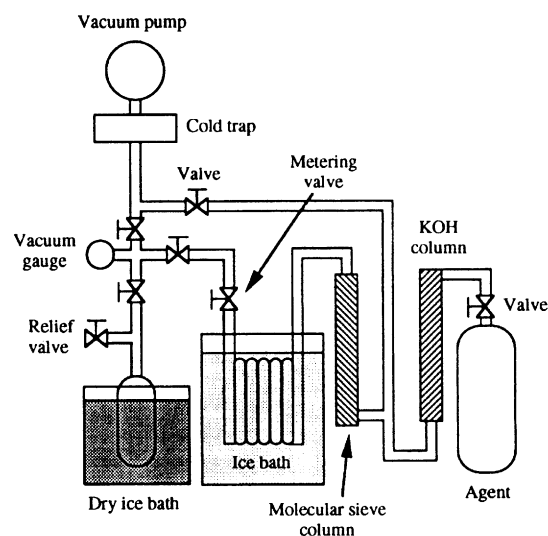 Vacuum pump
Cold trap
Valve
Metering
valve
KOH
column
Vacuum
gauge
Valve
Relief
valve
Ice bath
Dry ice bath
Molecular sieve
column
Agent